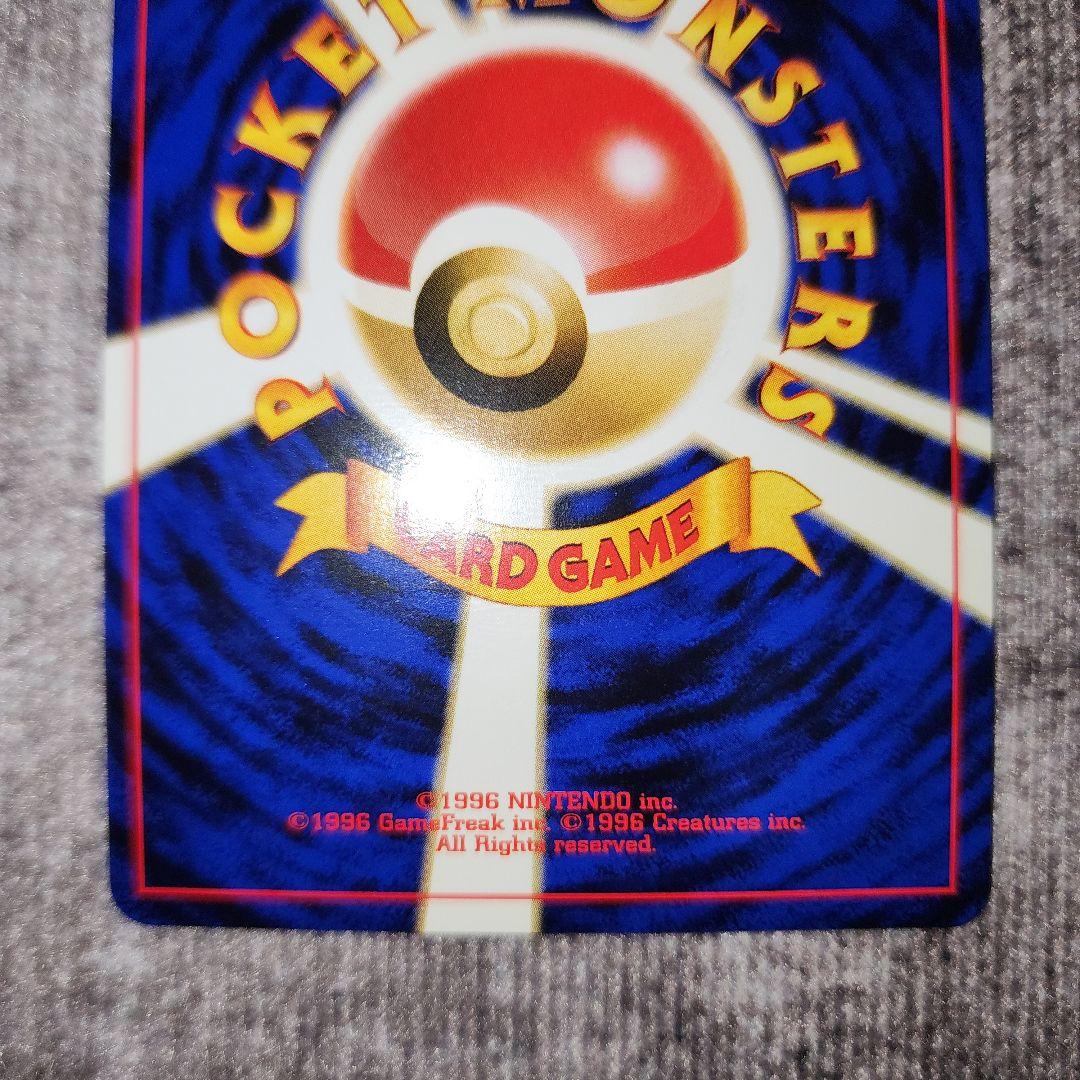 POCKET MONSTERS
CARD GAME
©1996 NINTENDO inc.
©1996 GameFreak inc. ©1996 Creatures inc.
All Rights reserved.